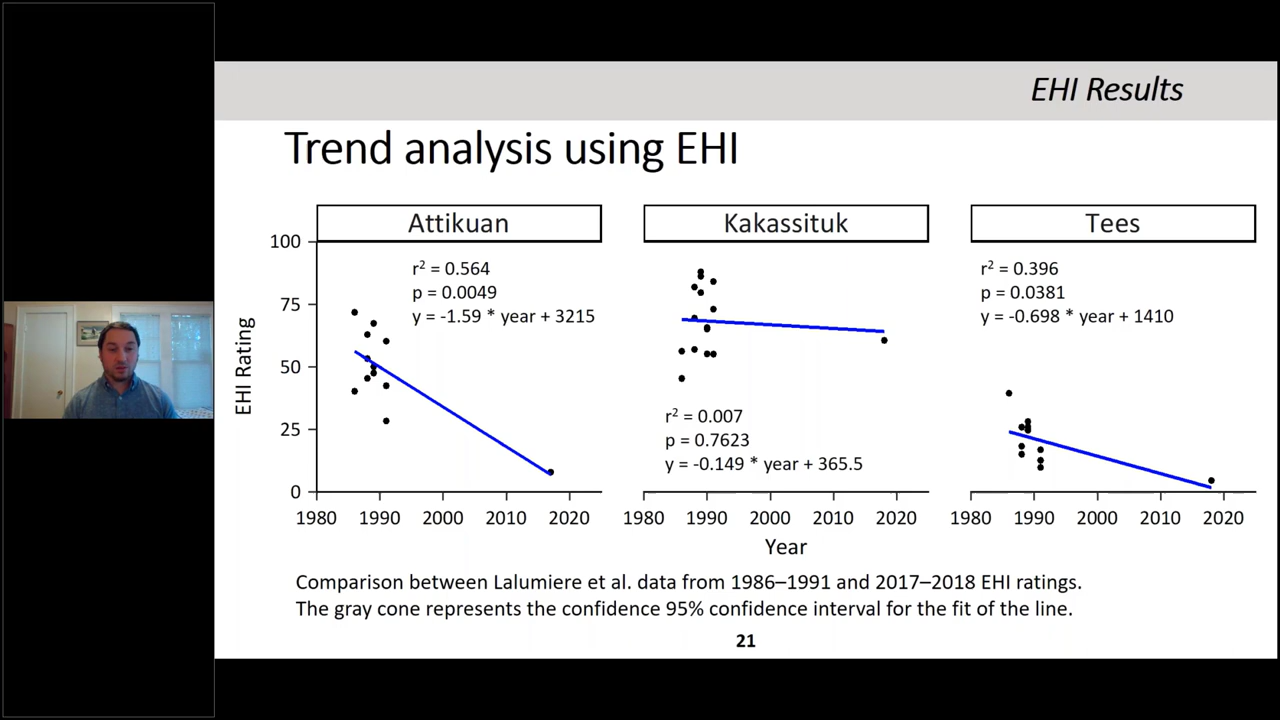 EHI Results
Trend analysis using EHI
Attikuan
Kakassituk
Tees
EHI Rating
100
75
50
25
0
r² = 0.564
p = 0.0049
y = -1.59 * year + 3215
r² = 0.007
p = 0.7623
y = -0.149 * year + 365.5
r² = 0.396
p = 0.0381
y = -0.698 * year + 1410
1980 1990 2000 2010 2020
1980 1990 2000 2010 2020
1980 1990 2000 2010 2020
Year
Comparison between Lalumiere et al. data from 1986–1991 and 2017–2018 EHI ratings.
The gray cone represents the confidence 95% confidence interval for the fit of the line.
21